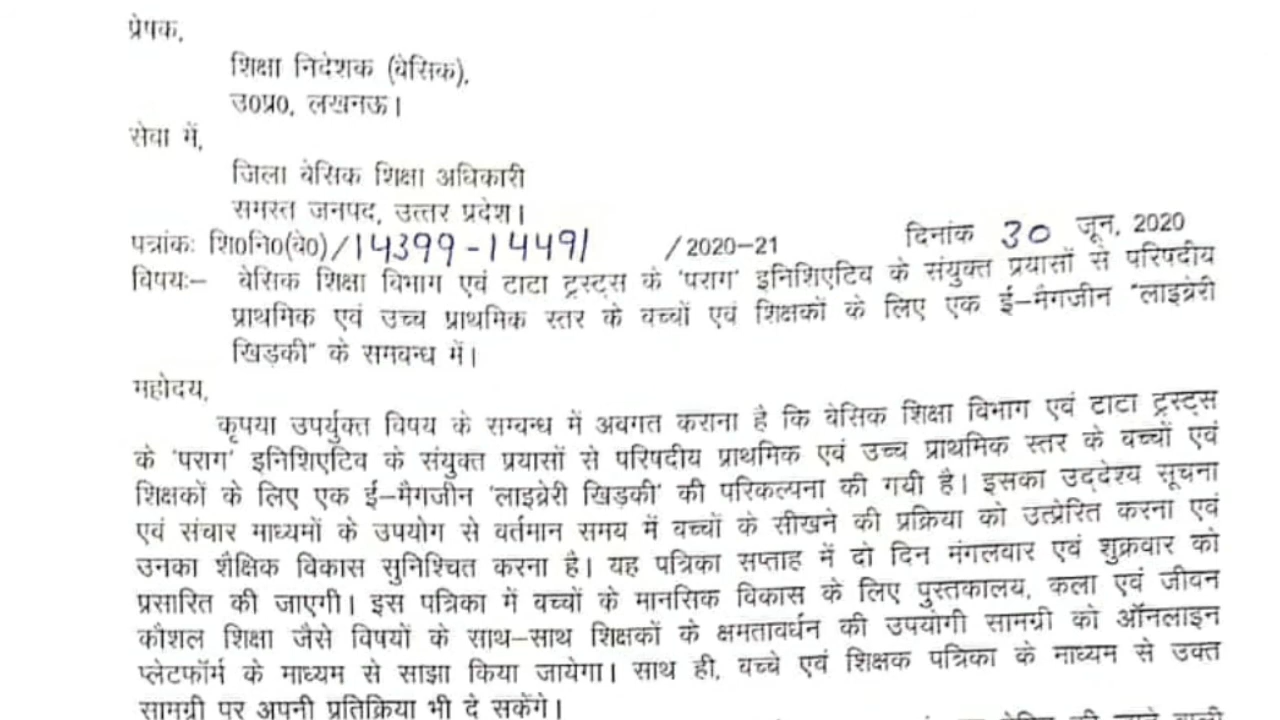 प्रेषक,
शिक्षा निदेशक (बेसिक),
उ0प्र0, लखनऊ।
सेवा में,
जिला बेसिक शिक्षा अधिकारी
समस्त जनपद, उत्तर प्रदेश।
पत्रांकः शि0नि0(बे0)/14399-14491 /2020-21 दिनांक 30 जून, 2020
विषयः– बेसिक शिक्षा विभाग एवं टाटा ट्रस्ट्स के 'पराग' इनिशिएटिव के संयुक्त प्रयासों से परिषदीय
प्राथमिक एवं उच्च प्राथमिक स्तर के बच्चों एवं शिक्षकों के लिए एक ई–मैगजीन "लाइब्रेरी
खिड़की" के समबन्ध में।
महोदय,
कृपया उपर्युक्त विषय के सम्बन्ध में अवगत कराना है कि बेसिक शिक्षा विभाग एवं टाटा ट्रस्ट्स
के 'पराग' इनिशिएटिव के संयुक्त प्रयासों से परिषदीय प्राथमिक एवं उच्च प्राथमिक स्तर के बच्चों एवं
शिक्षकों के लिए एक ई–मैगजीन 'लाइब्रेरी खिड़की' की परिकल्पना की गयी है। इसका उद्देश्य सूचना
एवं संचार माध्यमों के उपयोग से वर्तमान समय में बच्चों के सीखने की प्रक्रिया को उत्प्रेरित करना एवं
उनका शैक्षिक विकास सुनिश्चित करना है। यह पत्रिका सप्ताह में दो दिन मंगलवार एवं शुक्रवार को
प्रसारित की जाएगी। इस पत्रिका में बच्चों के मानसिक विकास के लिए पुस्तकालय, कला एवं जीवन
कौशल शिक्षा जैसे विषयों के साथ–साथ शिक्षकों के क्षमतावर्धन की उपयोगी सामग्री को ऑनलाइन
प्लेटफॉर्म के माध्यम से साझा किया जायेगा। साथ ही, बच्चे एवं शिक्षक पत्रिका के माध्यम से उक्त
सामग्री पर अपनी प्रतिक्रिया भी दे सकेंगे।